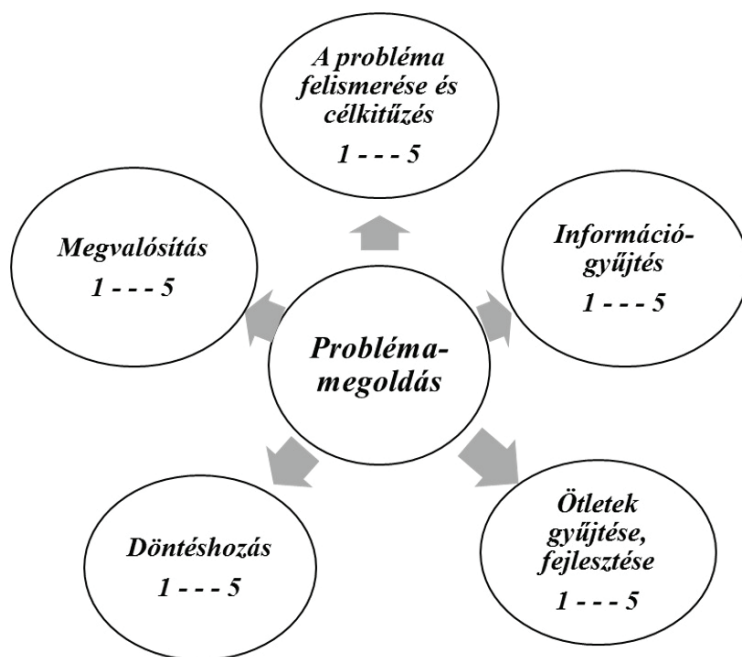 A probléma
felismerése és
célkitűzés
1 - - - 5
Információ-
gyűjtés
1 - - - 5
Ötletek
gyűjtése,
fejlesztése
1 - - - 5
Döntéshozás
1 - - - 5
Megvalósítás
1 - - - 5
Probléma-
megoldás